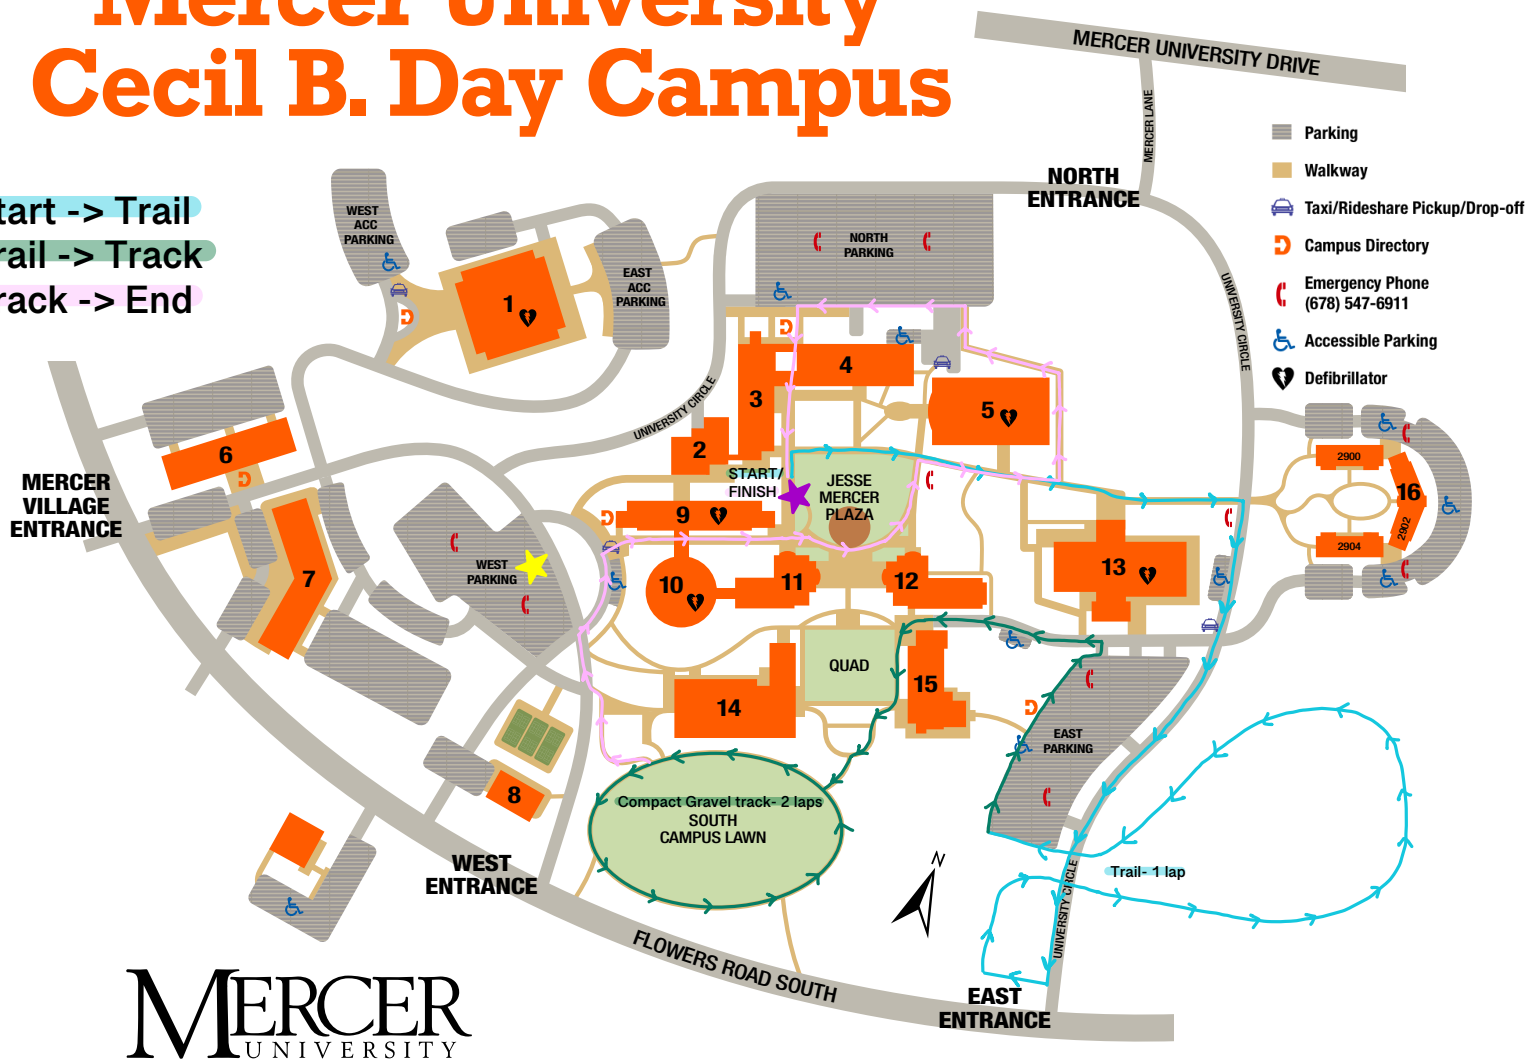 Mercer University
Cecil B. Day Campus
MERCER UNIVERSITY DRIVE
MERCER LANE
Parking
Walkway
Taxi/Rideshare Pickup/Drop-off
Campus Directory
Emergency Phone
(678) 547-6911
Accessible Parking
Defibrillator
tart -> Trail
rail -> Track
rack -> End
NORTH
ENTRANCE
WEST
ACC
PARKING
NORTH
PARKING
EAST
ACC
PARKING
UNIVERSITY CIRCLE
1
4
3
5
UNIVERSITY CIRCLE
2
6
MERCER
VILLAGE
ENTRANCE
START/
FINISH
JESSE
MERCER
PLAZA
9
2900
16
2902
2904
WEST
PARKING
7
10
11
12
13
QUAD
14
15
EAST
PARKING
8
Compact Gravel track- 2 laps
SOUTH
CAMPUS LAWN
WEST
ENTRANCE
N
Trail- 1 lap
UNIVERSITY CIRCLE
FLOWERS ROAD SOUTH
EAST
ENTRANCE
MERCER
UNIVERSITY